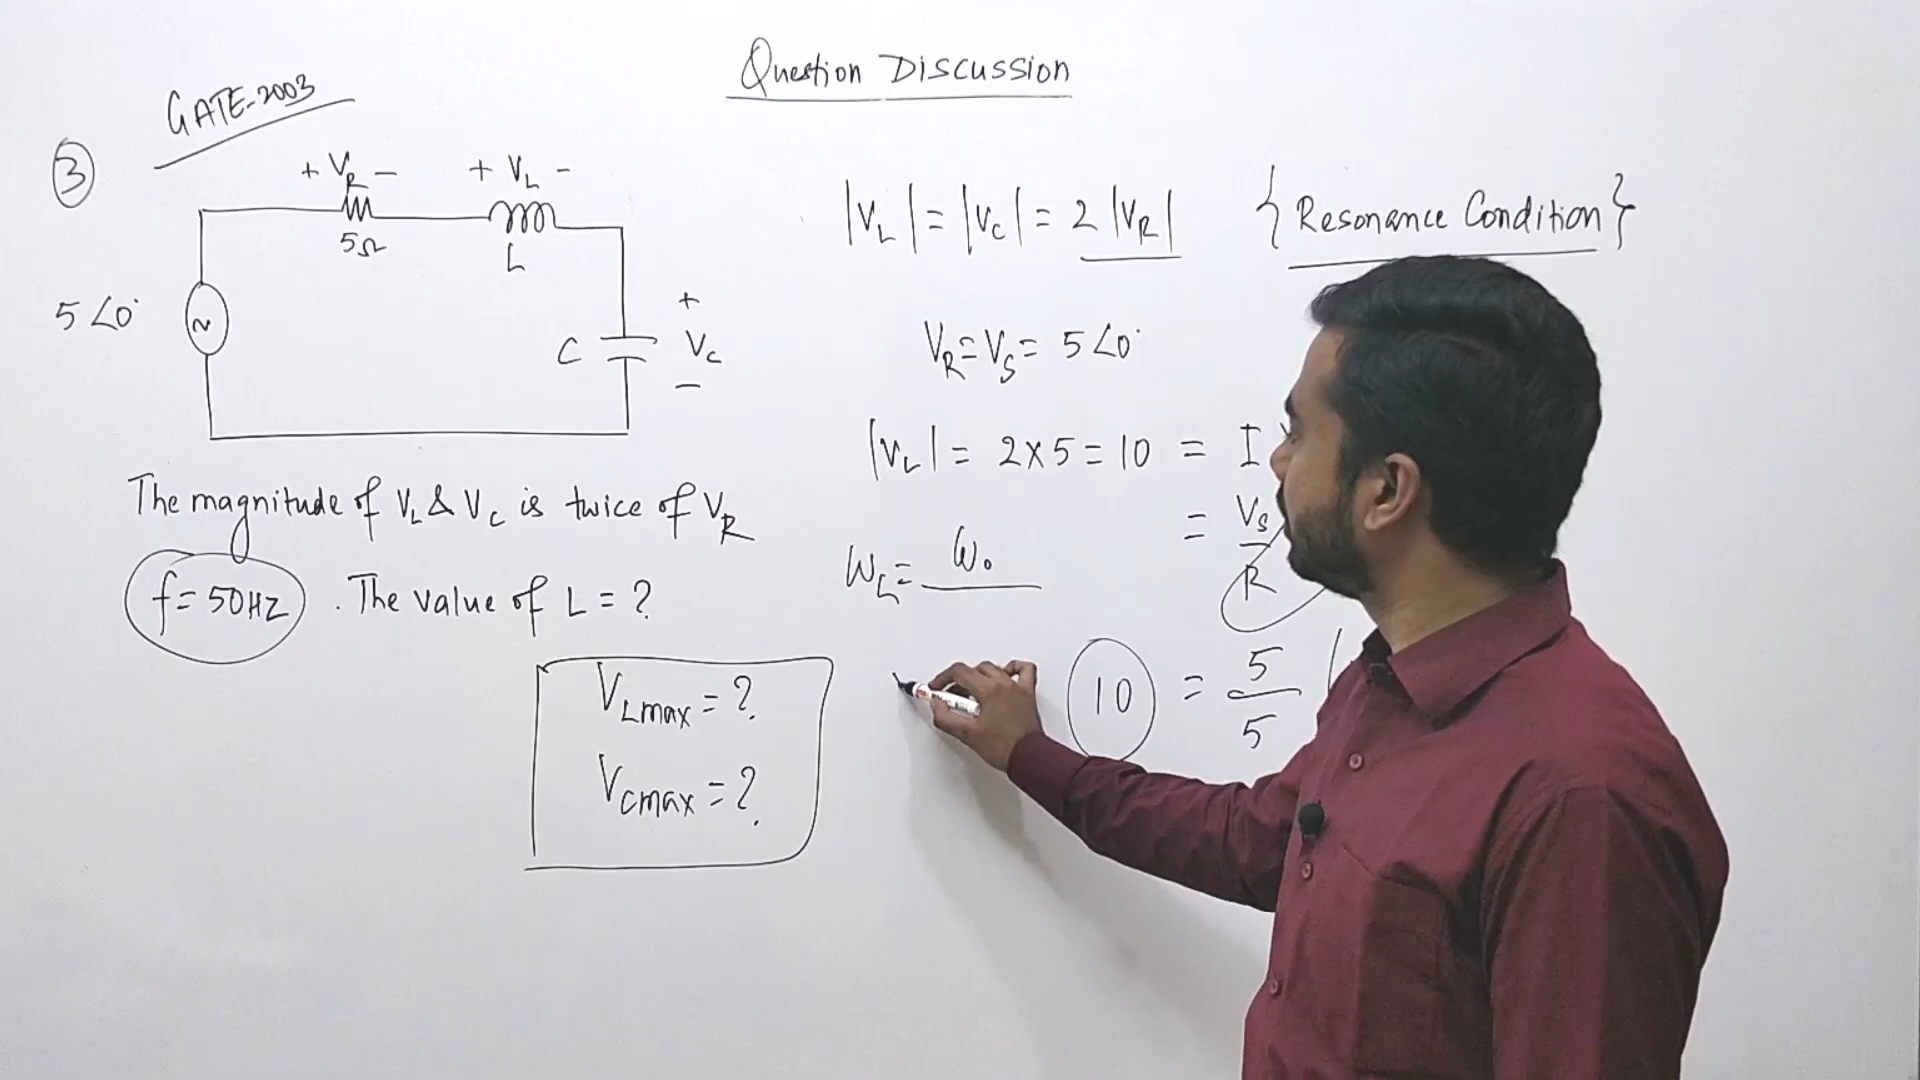 Question Discussion
GATE-2003
3
+ VR -
+ VL -
5Ω
L
5∠0°
~
C
+
Vc
-
The magnitude of VL & VC is twice of VR
f=50HZ . The value of L = ?
VLmax = ?
VCmax = ?
|VL| = |VC| = 2|VR|
{Resonance Condition}
VR=VS= 5∠0°
|VL| = 2×5=10 = I
= VS/R
WL= W0
10 = 5/5